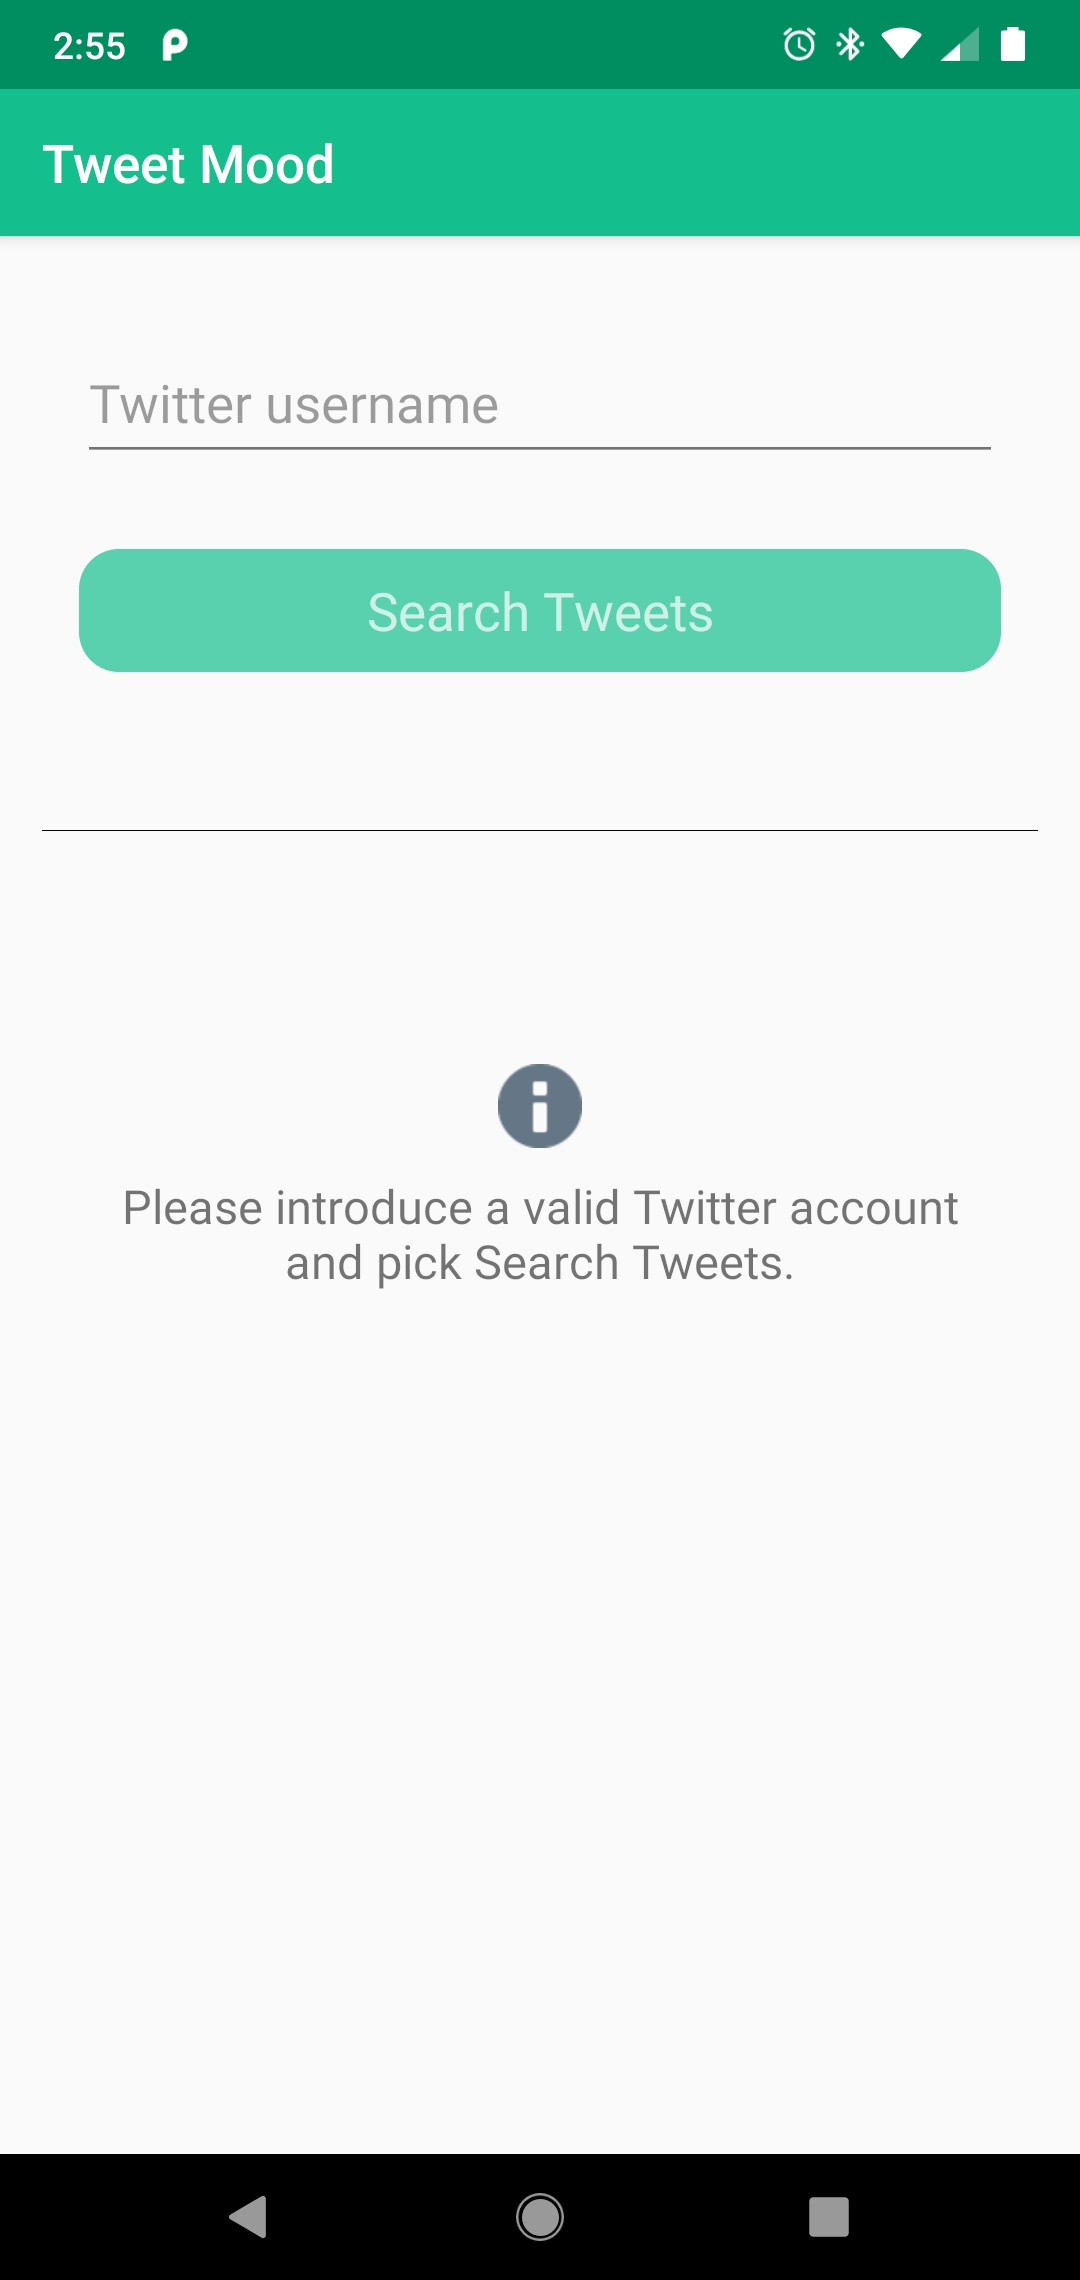 2:55
Tweet Mood
Twitter username
Search Tweets
Please introduce a valid Twitter account
and pick Search Tweets.